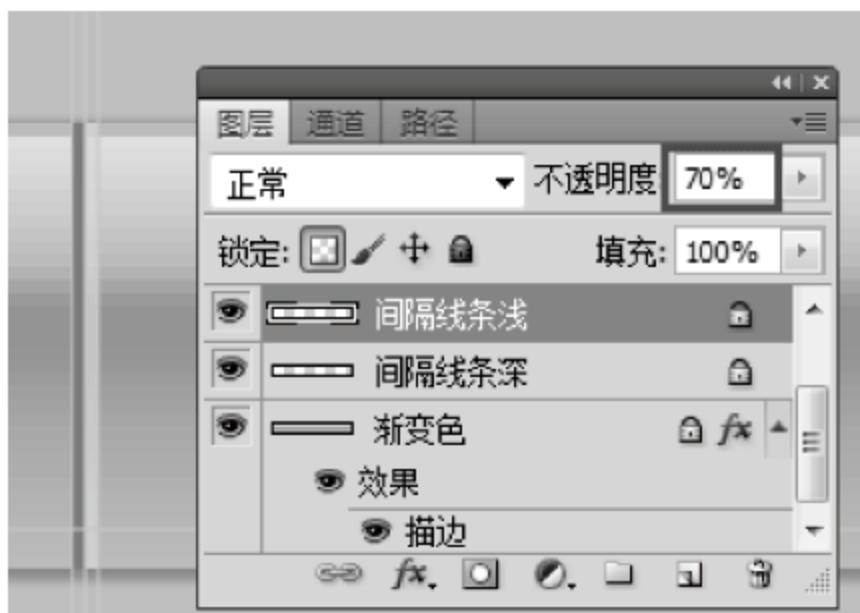 图层 通道 路径
正常 不透明度: 70%
锁定: 填充: 100%
间隔线条浅
间隔线条深
渐变色 fx
效果
描边
fx.